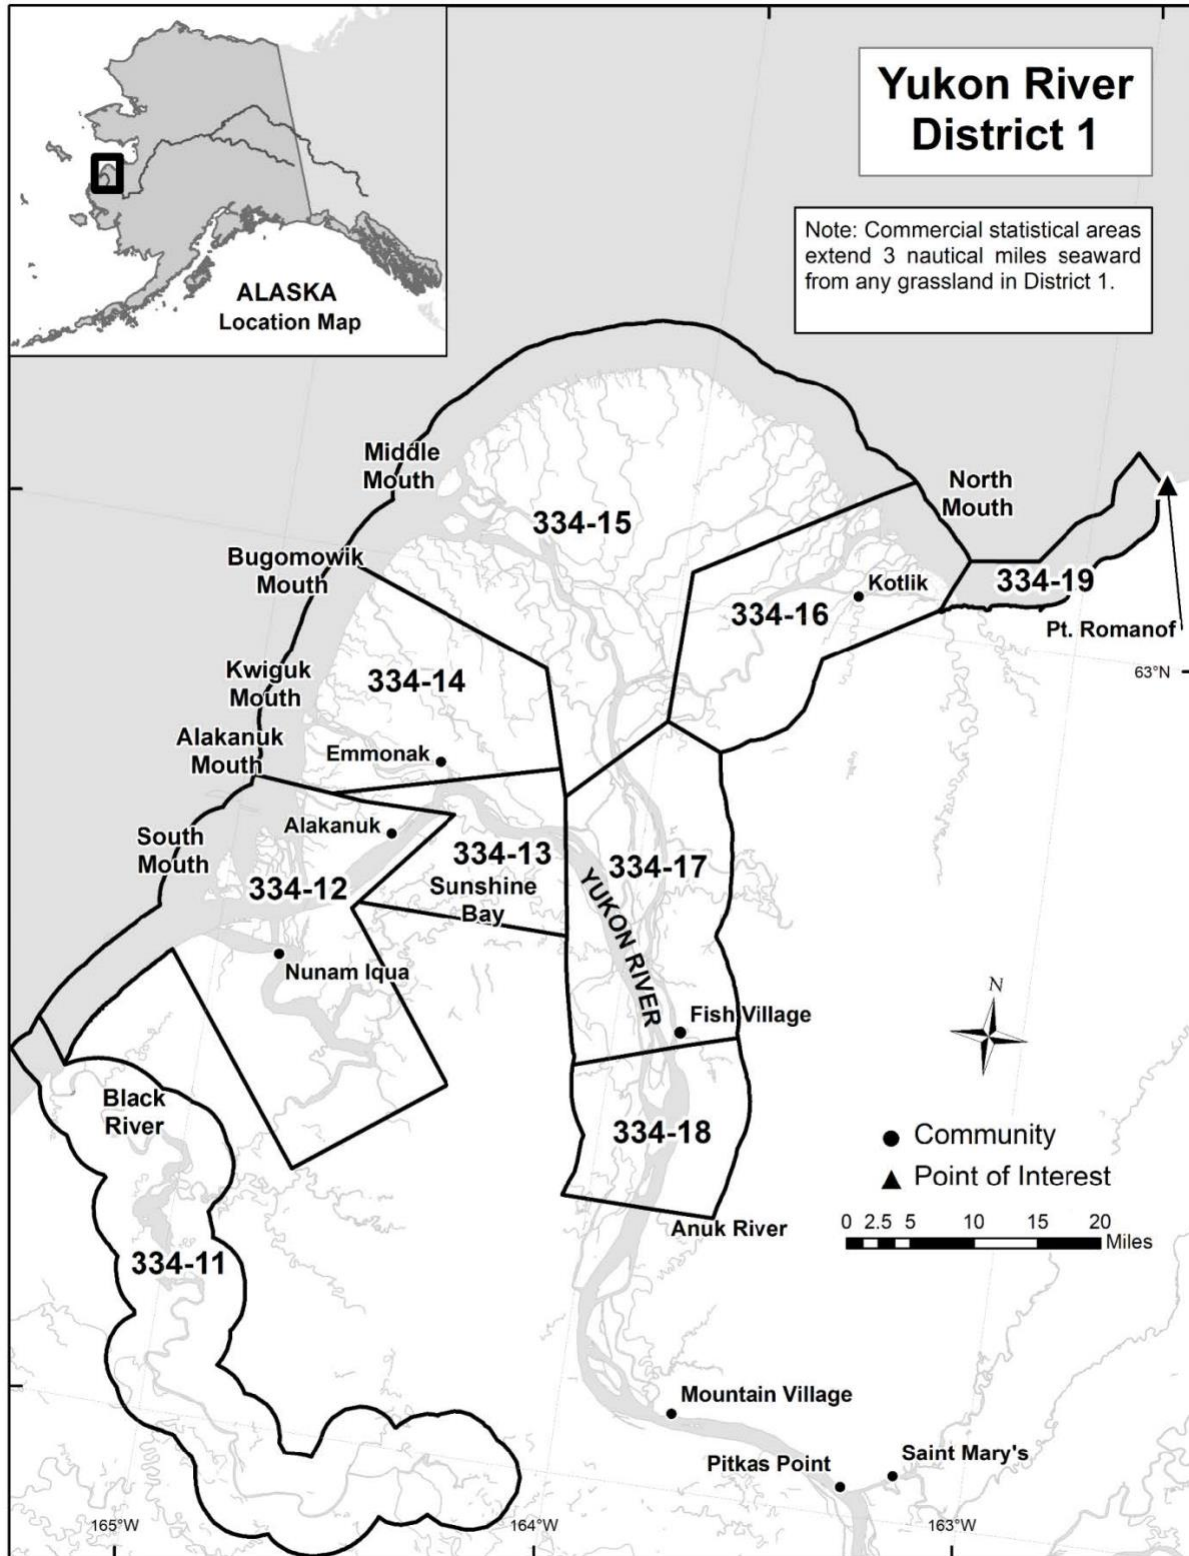 Yukon River
District 1
Note: Commercial statistical areas
extend 3 nautical miles seaward
from any grassland in District 1.
ALASKA
Location Map
Middle
Mouth
North
Mouth
334-15
Bugomowik
Mouth
Kotlik
334-19
334-16
Pt. Romanof
Kwiguk
Mouth
334-14
63°N
Alakanuk
Mouth
Emmonak
Alakanuk
South
Mouth
334-13
Sunshine
Bay
334-17
334-12
YUKON RIVER
Nunam Iqua
N
Fish Village
Black
River
334-18
Community
Point of Interest
Anuk River
0 2.5 5 10 15 20
Miles
334-11
Mountain Village
Saint Mary's
Pitkas Point
165°W
164°W
163°W